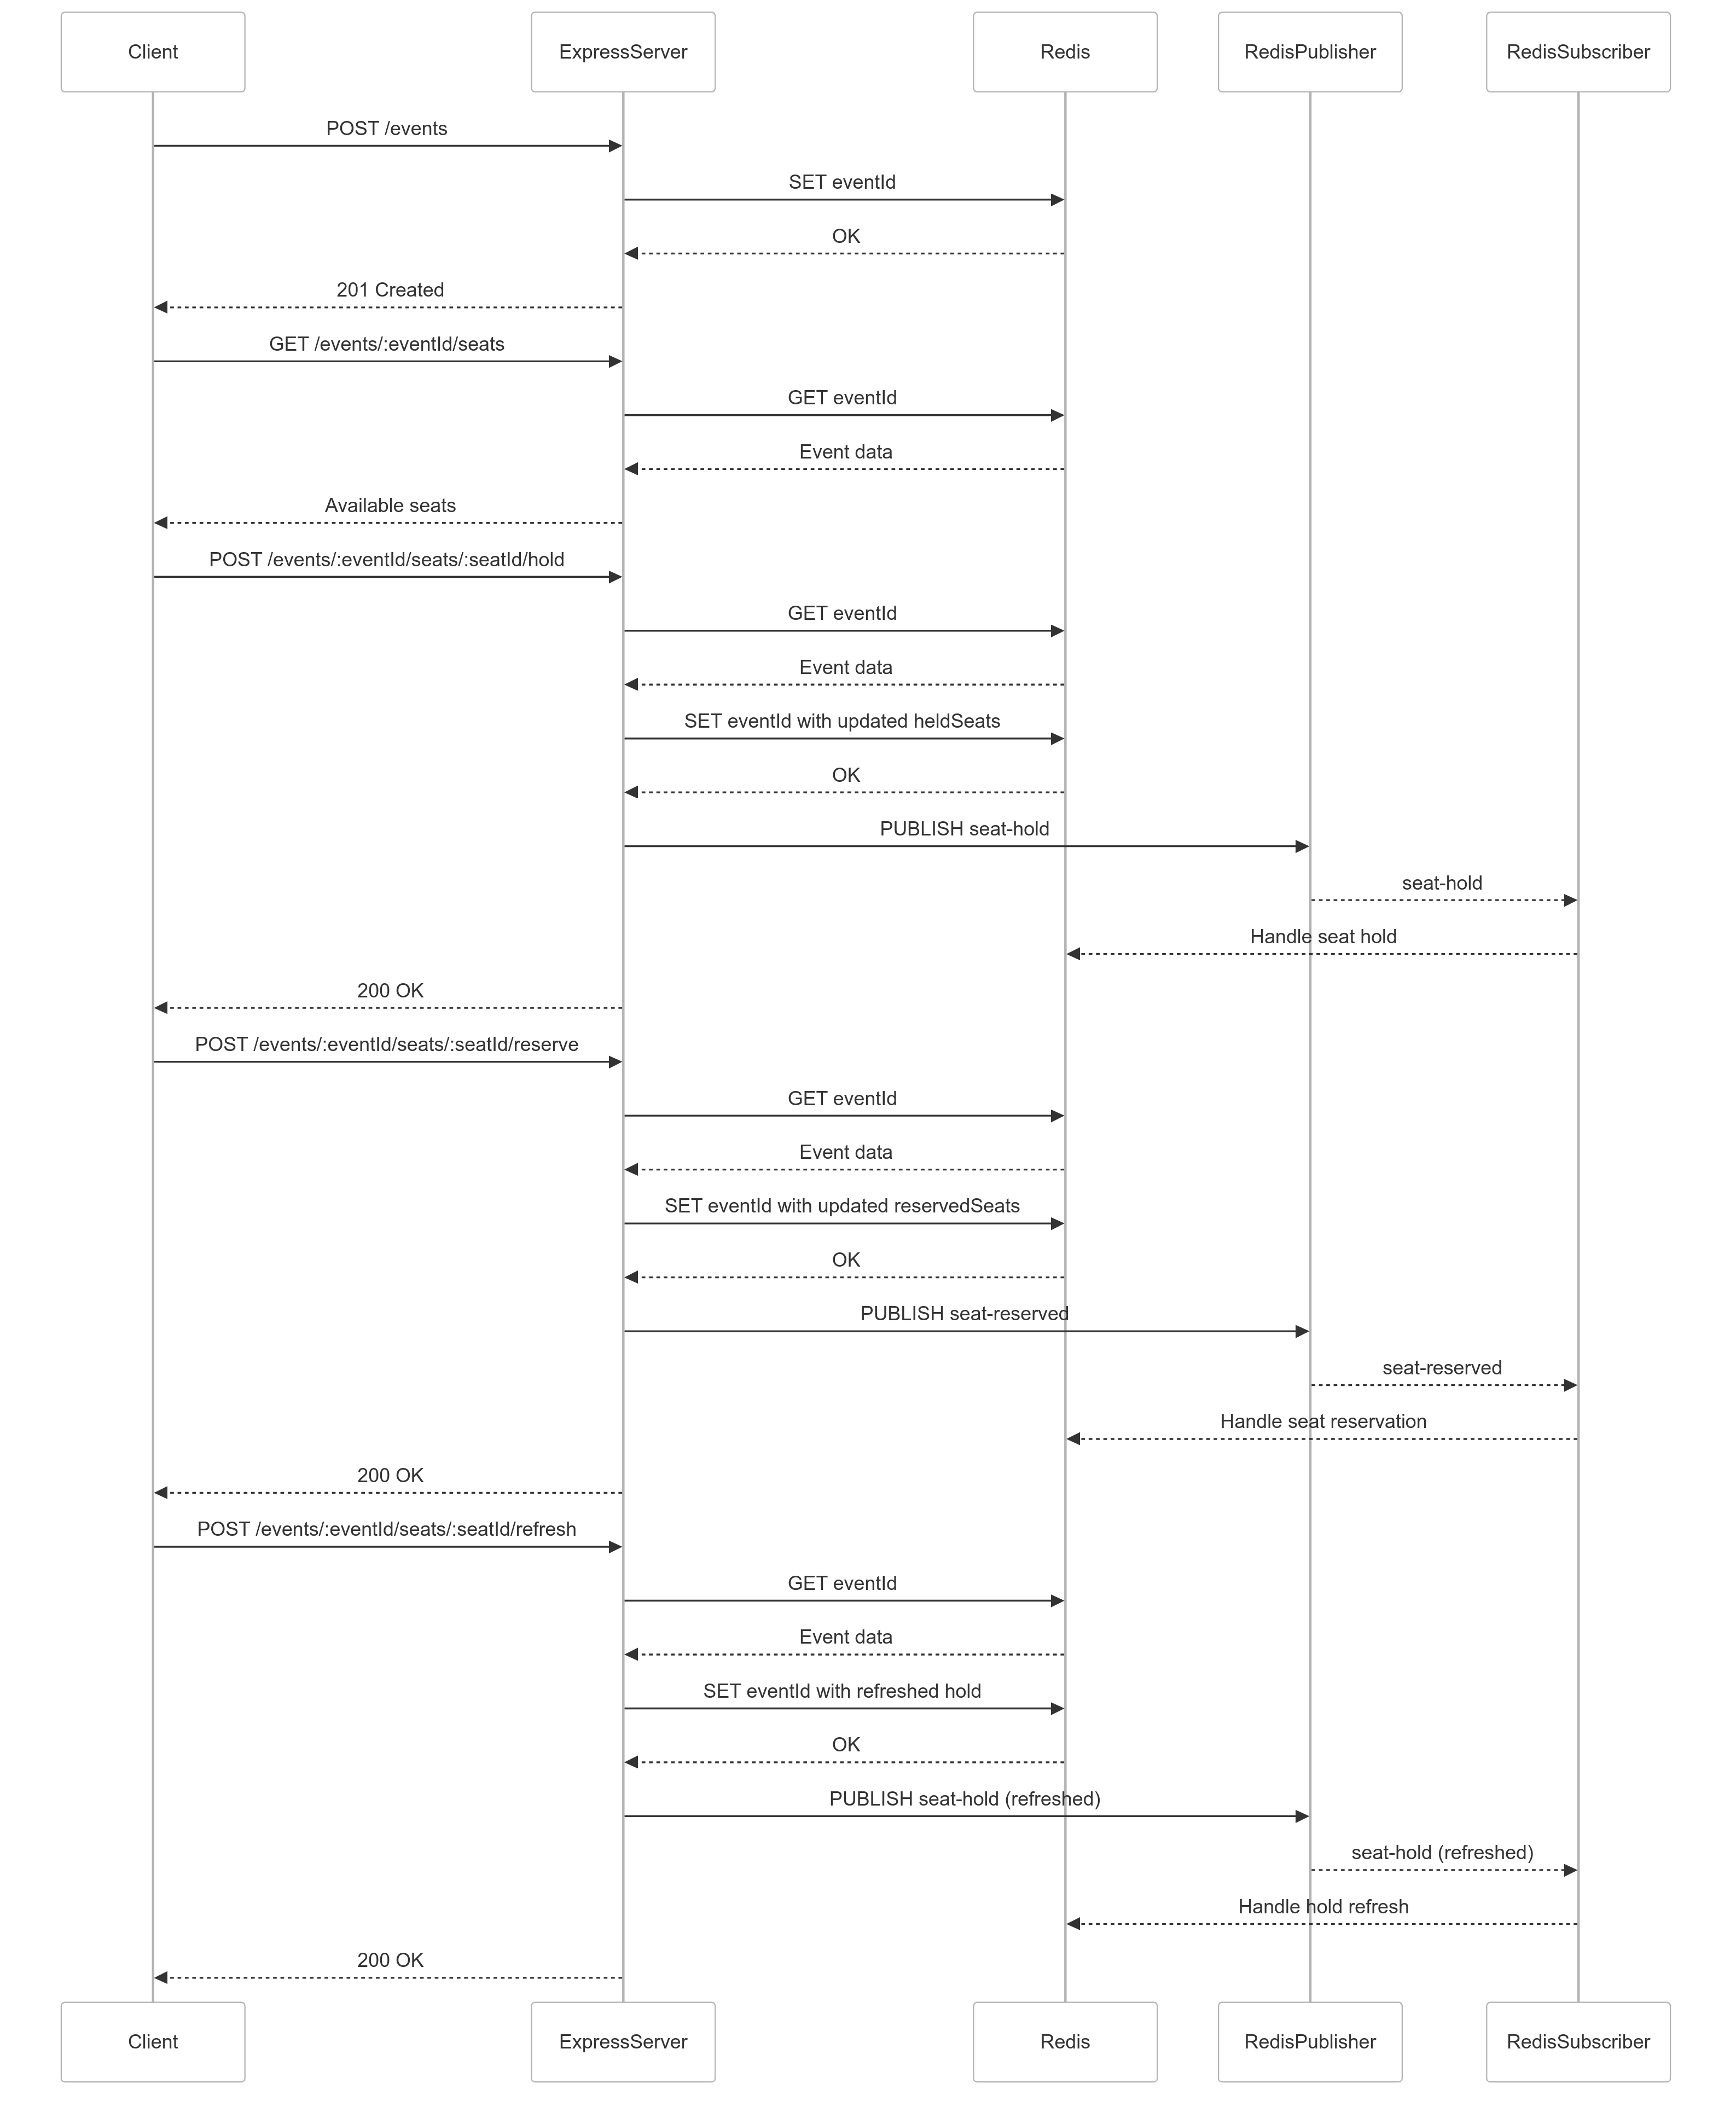 Client
ExpressServer
Redis
RedisPublisher
RedisSubscriber
POST /events
SET eventId
OK
201 Created
GET /events/:eventId/seats
GET eventId
Event data
Available seats
POST /events/:eventId/seats/:seatId/hold
GET eventId
Event data
SET eventId with updated heldSeats
OK
PUBLISH seat-hold
seat-hold
Handle seat hold
200 OK
POST /events/:eventId/seats/:seatId/reserve
GET eventId
Event data
SET eventId with updated reservedSeats
OK
PUBLISH seat-reserved
seat-reserved
Handle seat reservation
200 OK
POST /events/:eventId/seats/:seatId/refresh
GET eventId
Event data
SET eventId with refreshed hold
OK
PUBLISH seat-hold (refreshed)
seat-hold (refreshed)
Handle hold refresh
200 OK
Client
ExpressServer
Redis
RedisPublisher
RedisSubscriber